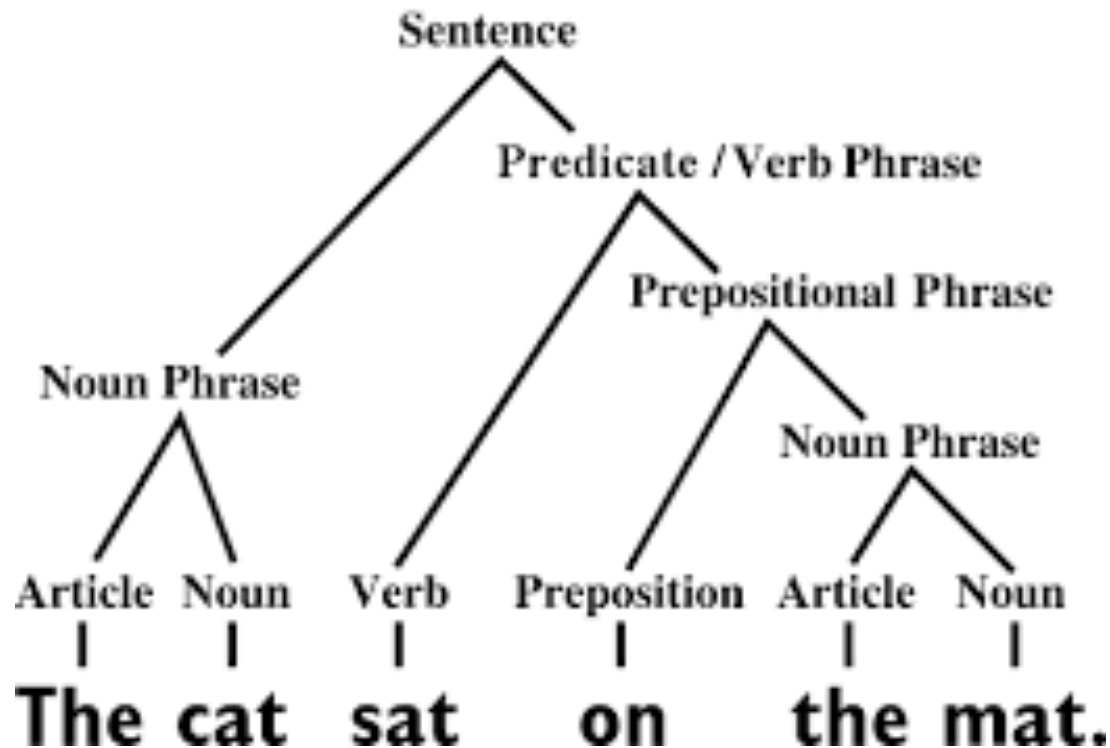 Sentence
Predicate / Verb Phrase
Prepositional Phrase
Noun Phrase
Noun Phrase
Article Noun Verb Preposition Article Noun
The cat sat on the mat.